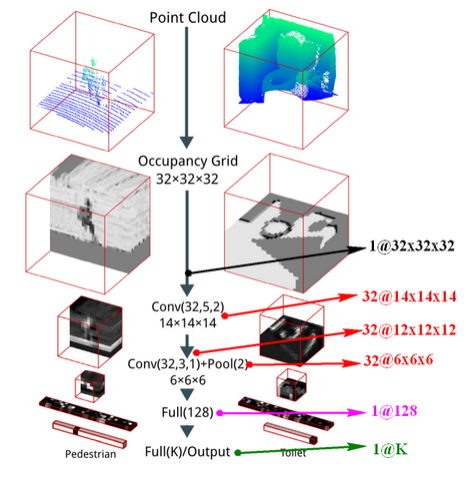 Point Cloud
Occupancy Grid
32×32×32
1@32x32x32
Conv(32,5,2)
14×14×14
32@14x14x14
32@12x12x12
Conv(32,3,1)+Pool(2)
6×6×6
32@6x6x6
Full(128)
1@128
Full(K)/Output
1@K
Pedestrian
Toilet